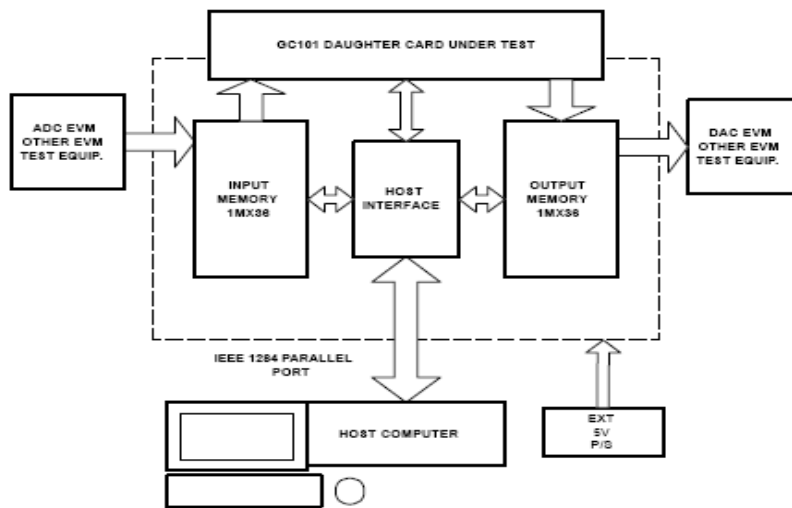 GC101 DAUGHTER CARD UNDER TEST
ADC EVM
OTHER EVM
TEST EQUIP.
INPUT
MEMORY
1MX36
HOST
INTERFACE
OUTPUT
MEMORY
1MX36
DAC EVM
OTHER EVM
TEST EQUIP.
IEEE 1284 PARALLEL
PORT
HOST COMPUTER
EXT
5V
P/S